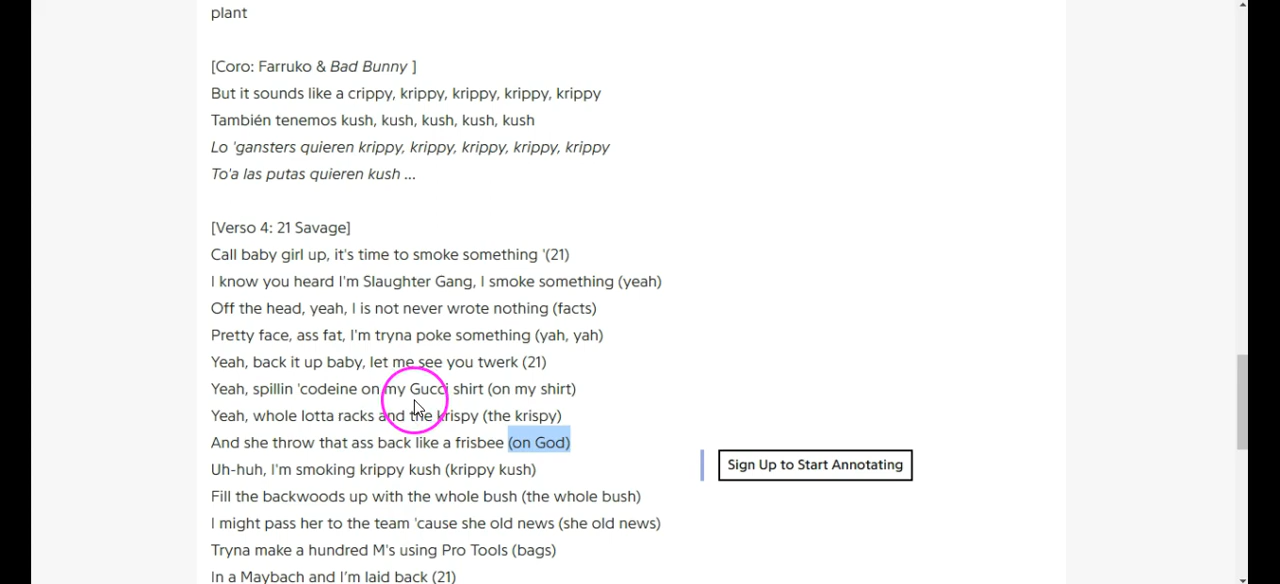 plant
[Coro: Farruko & Bad Bunny ]
But it sounds like a crippy, krippy, krippy, krippy, krippy
También tenemos kush, kush, kush, kush, kush
Lo 'gansters quieren krippy, krippy, krippy, krippy, krippy
To'a las putas quieren kush ...
[Verso 4: 21 Savage]
Call baby girl up, it's time to smoke something '(21)
I know you heard I'm Slaughter Gang, I smoke something (yeah)
Off the head, yeah, I is not never wrote nothing (facts)
Pretty face, ass fat, I'm tryna poke something (yah, yah)
Yeah, back it up baby, let me see you twerk (21)
Yeah, spillin 'codeine on my Gucci shirt (on my shirt)
Yeah, whole lotta racks and the krispy (the krispy)
And she throw that ass back like a frisbee (on God)
Uh-huh, I'm smoking krippy kush (krippy kush)
Sign Up to Start Annotating
Fill the backwoods up with the whole bush (the whole bush)
I might pass her to the team 'cause she old news (she old news)
Tryna make a hundred M's using Pro Tools (bags)
In a Maybach and I'm laid back (21)